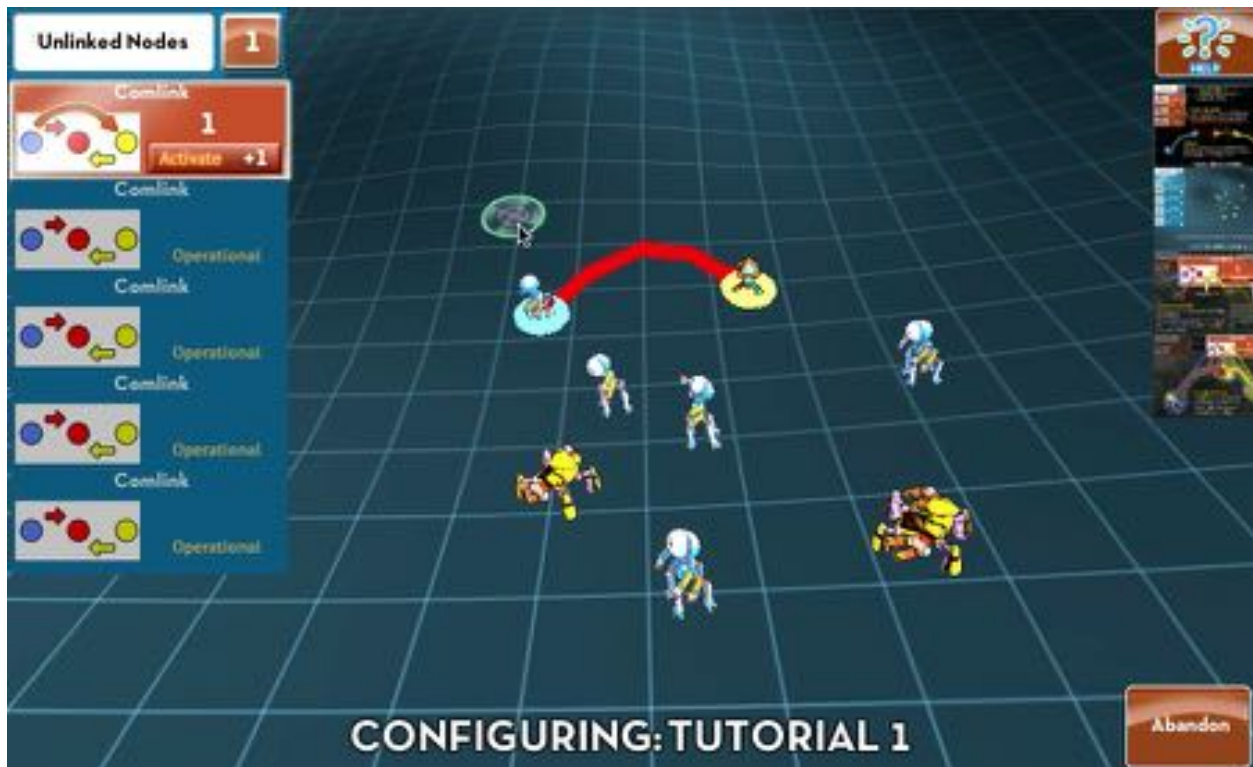 Unlinked Nodes 1
Comlink
1
Activate +1
Comlink
Operational
Comlink
Operational
Comlink
Operational
Comlink
Operational
HELP
CONFIGURING: TUTORIAL 1
Abandon